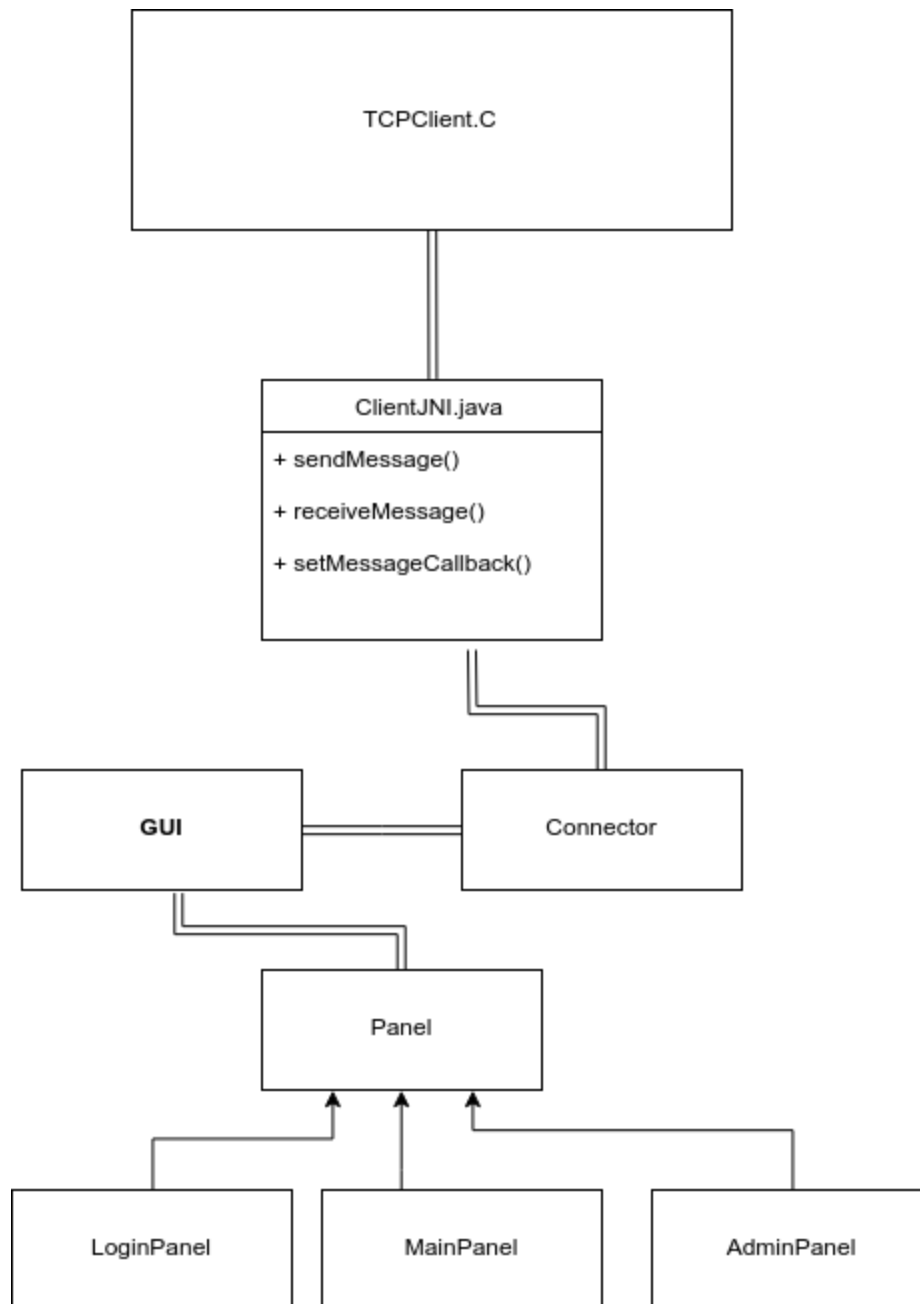 TCPClient.C
ClientJNI.java
+ sendMessage()
+ receiveMessage()
+ setMessageCallback()
GUI
Connector
Panel
LoginPanel
MainPanel
AdminPanel